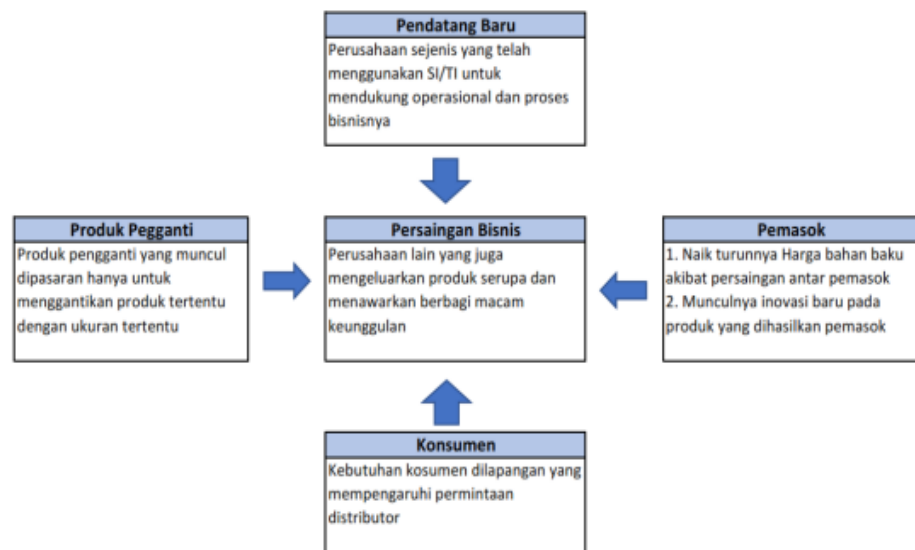 Pendatang Baru
Perusahaan sejenis yang telah
menggunakan SI/TI untuk
mendukung operasional dan proses
bisnisnya
Produk Pegganti
Produk pengganti yang muncul
dipasaran hanya untuk
menggantikan produk tertentu
dengan ukuran tertentu
Persaingan Bisnis
Perusahaan lain yang juga
mengeluarkan produk serupa dan
menawarkan berbagi macam
keunggulan
Pemasok
1. Naik turunnya Harga bahan baku
akibat persaingan antar pemasok
2. Munculnya inovasi baru pada
produk yang dihasilkan pemasok
Konsumen
Kebutuhan kosumen dilapangan yang
mempengaruhi permintaan
distributor